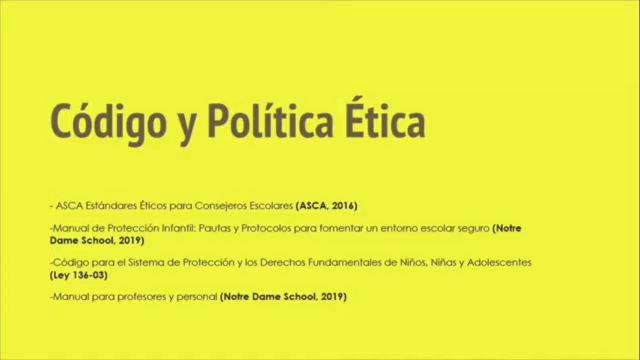 Código y Política Ética
- ASCA Estándares Éticos para Consejeros Escolares (ASCA, 2016)
-Manual de Protección Infantil: Pautas y Protocolos para fomentar un entorno escolar seguro (Notre
Dame School, 2019)
-Código para el Sistema de Protección y los Derechos Fundamentales de Niños, Niñas y Adolescentes
(Ley 136-03)
-Manual para profesores y personal (Notre Dame School, 2019)